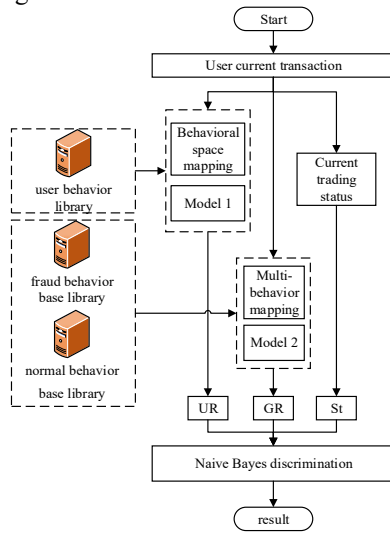 Start
User current transaction
Behavioral
space
mapping
Model 1
Current
trading
status
user behavior
library
fraud behavior
base library
normal behavior
base library
Multi-
behavior
mapping
Model 2
UR
GR
St
Naive Bayes discrimination
result